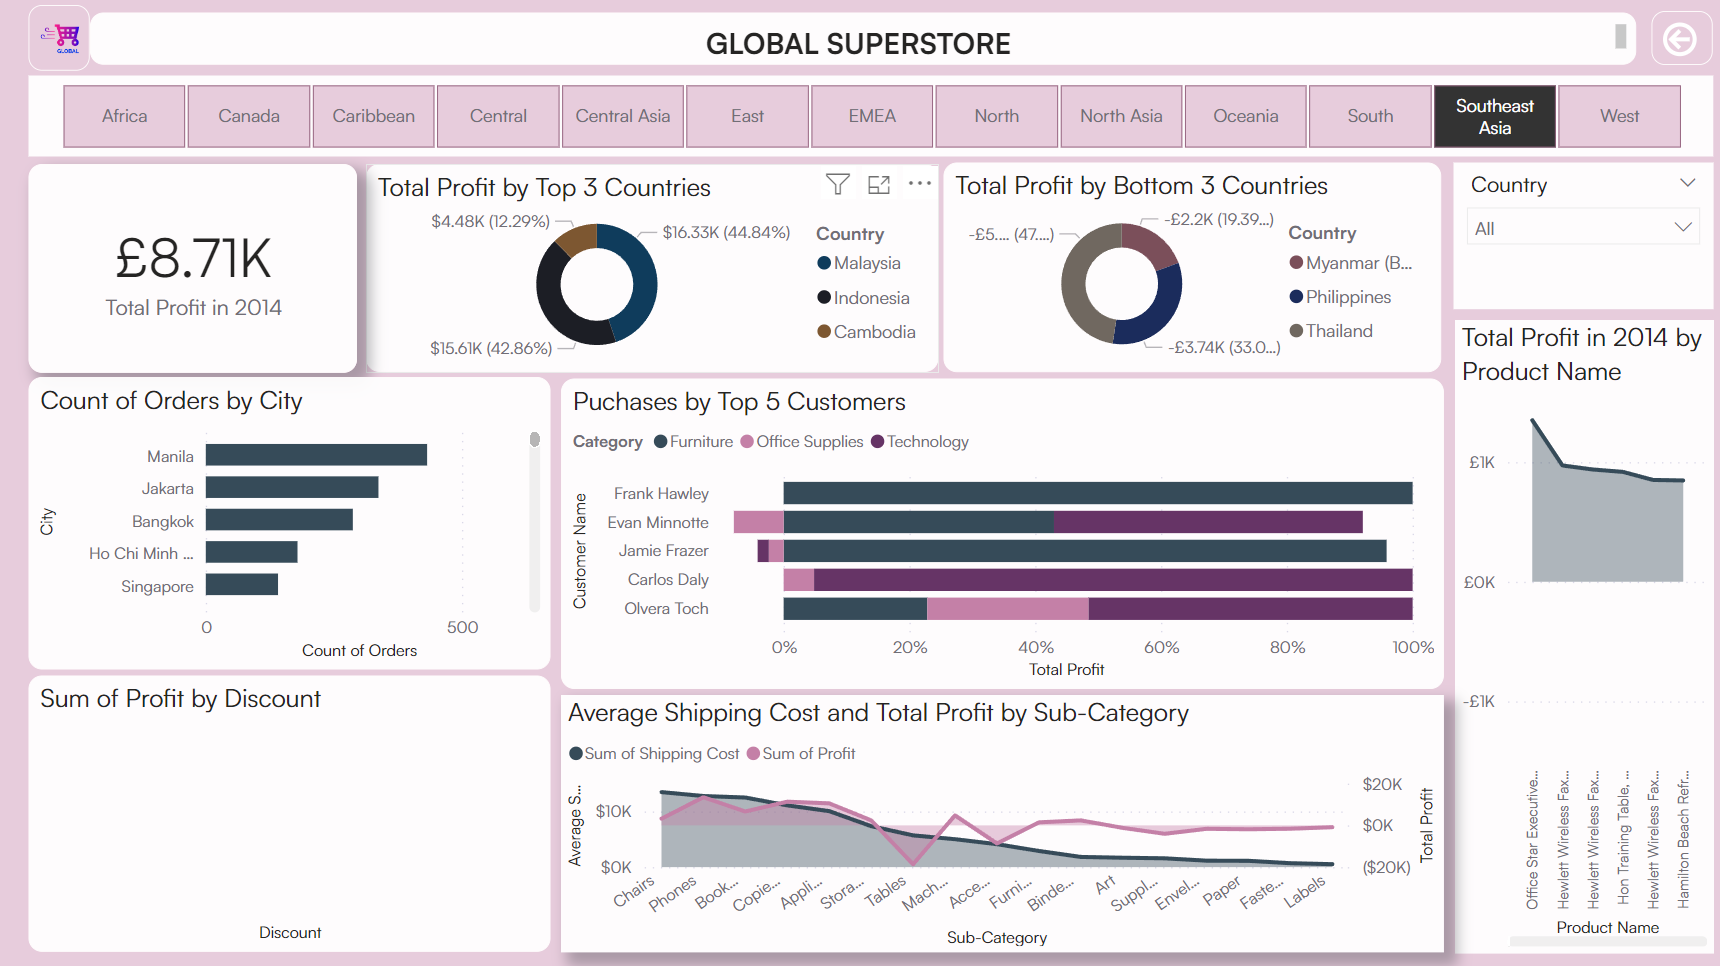 GLOBAL
GLOBAL SUPERSTORE
Africa
Canada
Caribbean
Central
Central Asia
East
EMEA
North
North Asia
Oceania
South
Southeast
Asia
West
£8.71K
Total Profit in 2014
Total Profit by Top 3 Countries
$4.48K (12.29%)
$16.33K (44.84%)
$15.61K (42.86%)
Country
Malaysia
Indonesia
Cambodia
Total Profit by Bottom 3 Countries
-£2.2K (19.39...)
-£5.... (47....)
-£3.74K (33.0...)
Country
Myanmar (B...
Philippines
Thailand
Country
All
Count of Orders by City
City
Manila
Jakarta
Bangkok
Ho Chi Minh ...
Singapore
0
500
Count of Orders
Puchases by Top 5 Customers
Category
Furniture
Office Supplies
Technology
Customer Name
Frank Hawley
Evan Minnotte
Jamie Frazer
Carlos Daly
Olvera Toch
0%
20%
40%
60%
80%
100%
Total Profit
Total Profit in 2014 by
Product Name
£1K
£0K
-£1K
Office Star Executive...
Hewlett Wireless Fax...
Hewlett Wireless Fax...
Hon Training Table, ...
Hewlett Wireless Fax...
Hamilton Beach Refr...
Product Name
Sum of Profit by Discount
Discount
Average Shipping Cost and Total Profit by Sub-Category
Sum of Shipping Cost
Sum of Profit
Average S...
$10K
$0K
$20K
$0K
($20K)
Total Profit
Chairs
Phones
Book...
Copie...
Appli...
Stora...
Tables
Mach...
Acce...
Furni...
Binde...
Art
Suppl...
Envel...
Paper
Faste...
Labels
Sub-Category